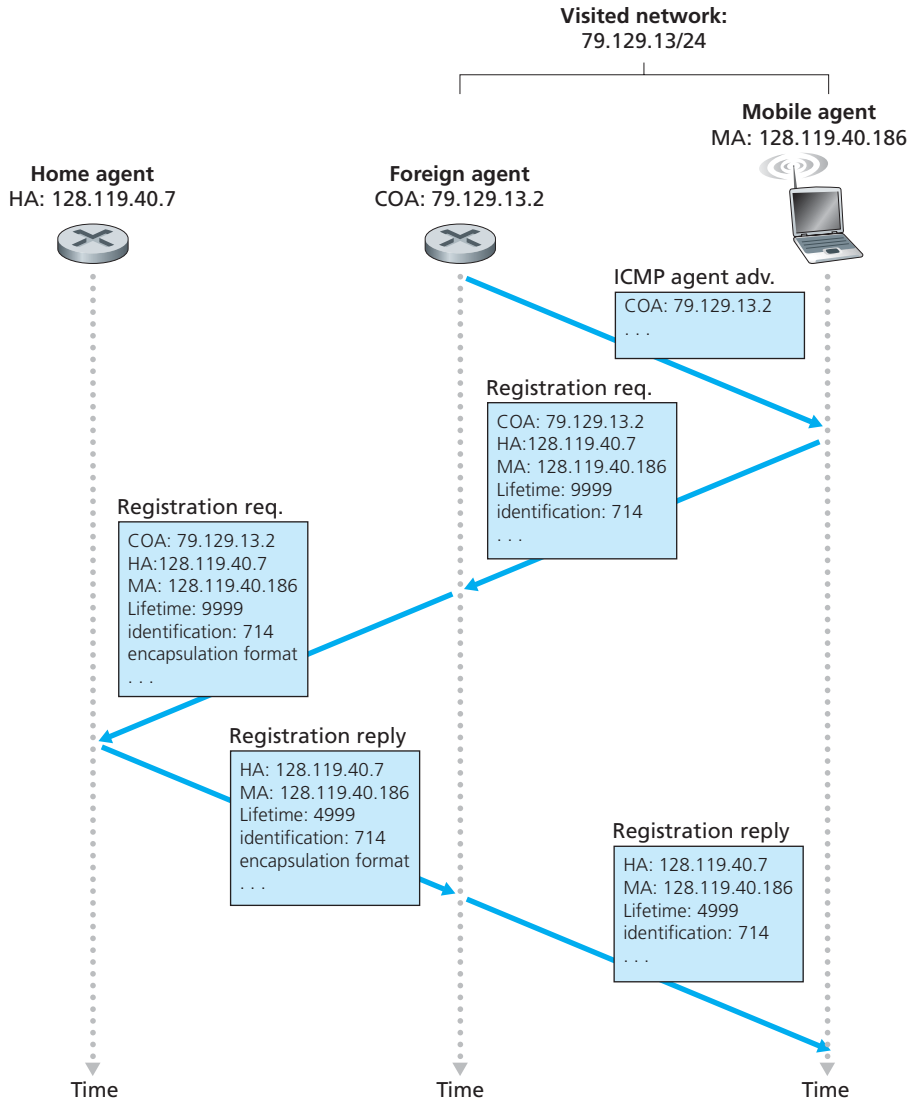 Visited network:
79.129.13/24
Mobile agent
MA: 128.119.40.186
Home agent
HA: 128.119.40.7
Foreign agent
COA: 79.129.13.2
ICMP agent adv.
COA: 79.129.13.2
. . .
Registration req.
COA: 79.129.13.2
HA:128.119.40.7
MA: 128.119.40.186
Lifetime: 9999
identification: 714
. . .
Registration req.
COA: 79.129.13.2
HA:128.119.40.7
MA: 128.119.40.186
Lifetime: 9999
identification: 714
encapsulation format
. . .
Registration reply
HA: 128.119.40.7
MA: 128.119.40.186
Lifetime: 4999
identification: 714
encapsulation format
. . .
Registration reply
HA: 128.119.40.7
MA: 128.119.40.186
Lifetime: 4999
identification: 714
. . .
Time
Time
Time